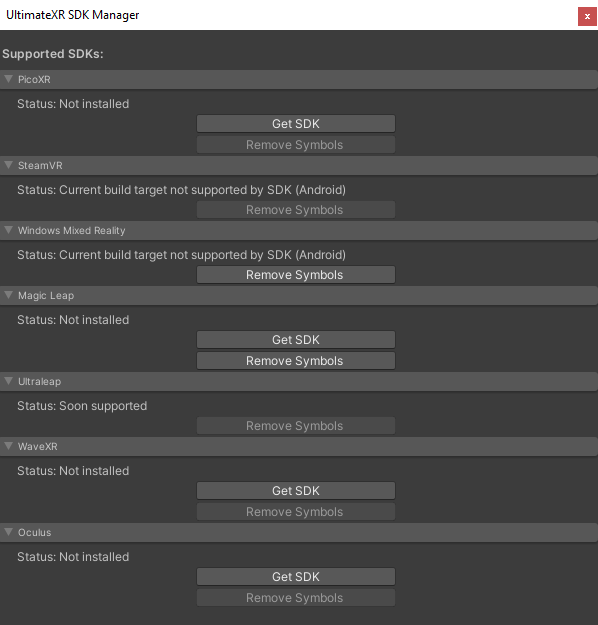 UltimateXR SDK Manager
x
Supported SDKs:
PicoXR
Status: Not installed
Get SDK
Remove Symbols
SteamVR
Status: Current build target not supported by SDK (Android)
Remove Symbols
Windows Mixed Reality
Status: Current build target not supported by SDK (Android)
Remove Symbols
Magic Leap
Status: Not installed
Get SDK
Remove Symbols
Ultraleap
Status: Soon supported
Remove Symbols
WaveXR
Status: Not installed
Get SDK
Remove Symbols
Oculus
Status: Not installed
Get SDK
Remove Symbols